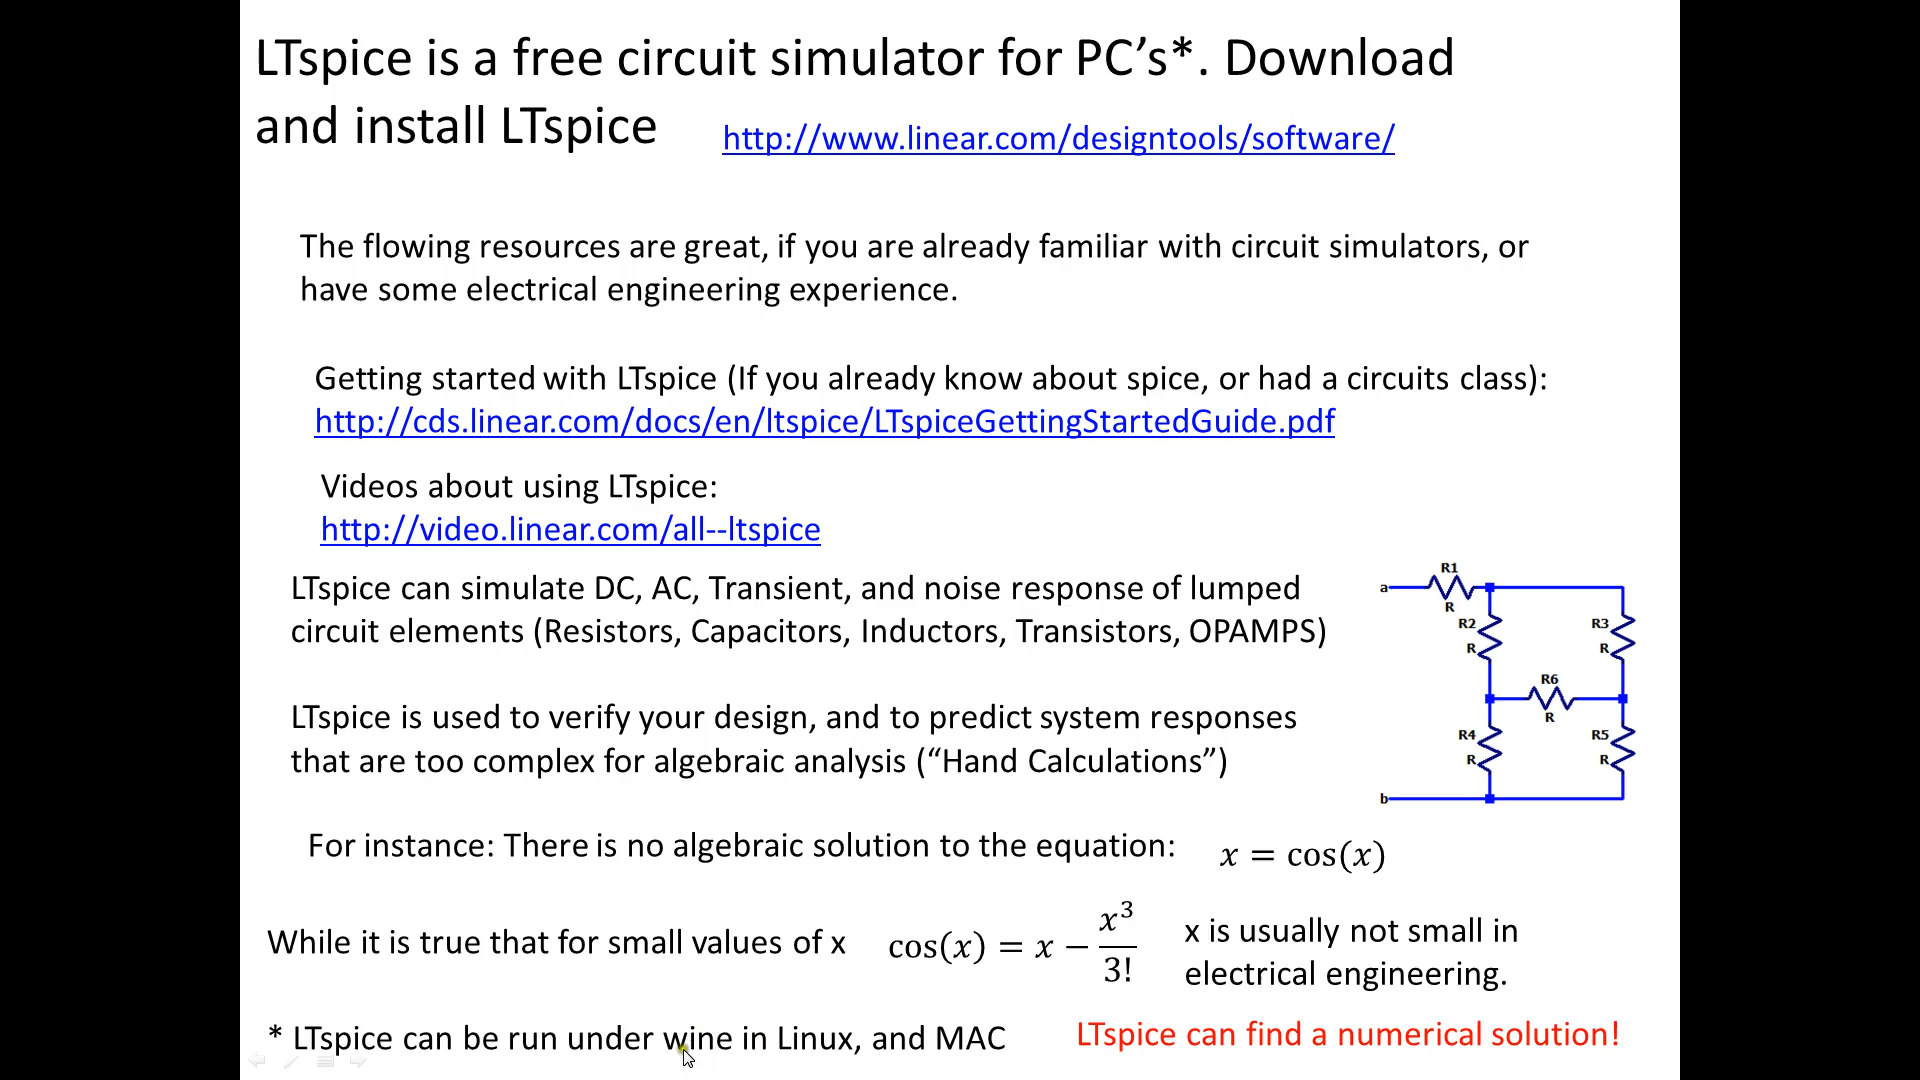 LTspice is a free circuit simulator for PC’s*. Download
and install LTspice
http://www.linear.com/designtools/software/
The flowing resources are great, if you are already familiar with circuit simulators, or
have some electrical engineering experience.
Getting started with LTspice (If you already know about spice, or had a circuits class):
http://cds.linear.com/docs/en/ltspice/LTspiceGettingStartedGuide.pdf
Videos about using LTspice:
http://video.linear.com/all--ltspice
LTspice can simulate DC, AC, Transient, and noise response of lumped
circuit elements (Resistors, Capacitors, Inductors, Transistors, OPAMPS)
LTspice is used to verify your design, and to predict system responses
that are too complex for algebraic analysis (“Hand Calculations”)
R1
a
R
R2
R
R3
R
R6
R
R4
R
R5
R
b
For instance: There is no algebraic solution to the equation:
x = cos(x)
While it is true that for small values of x
cos(x) = x − x³/3!
x is usually not small in
electrical engineering.
* LTspice can be run under wine in Linux, and MAC
LTspice can find a numerical solution!